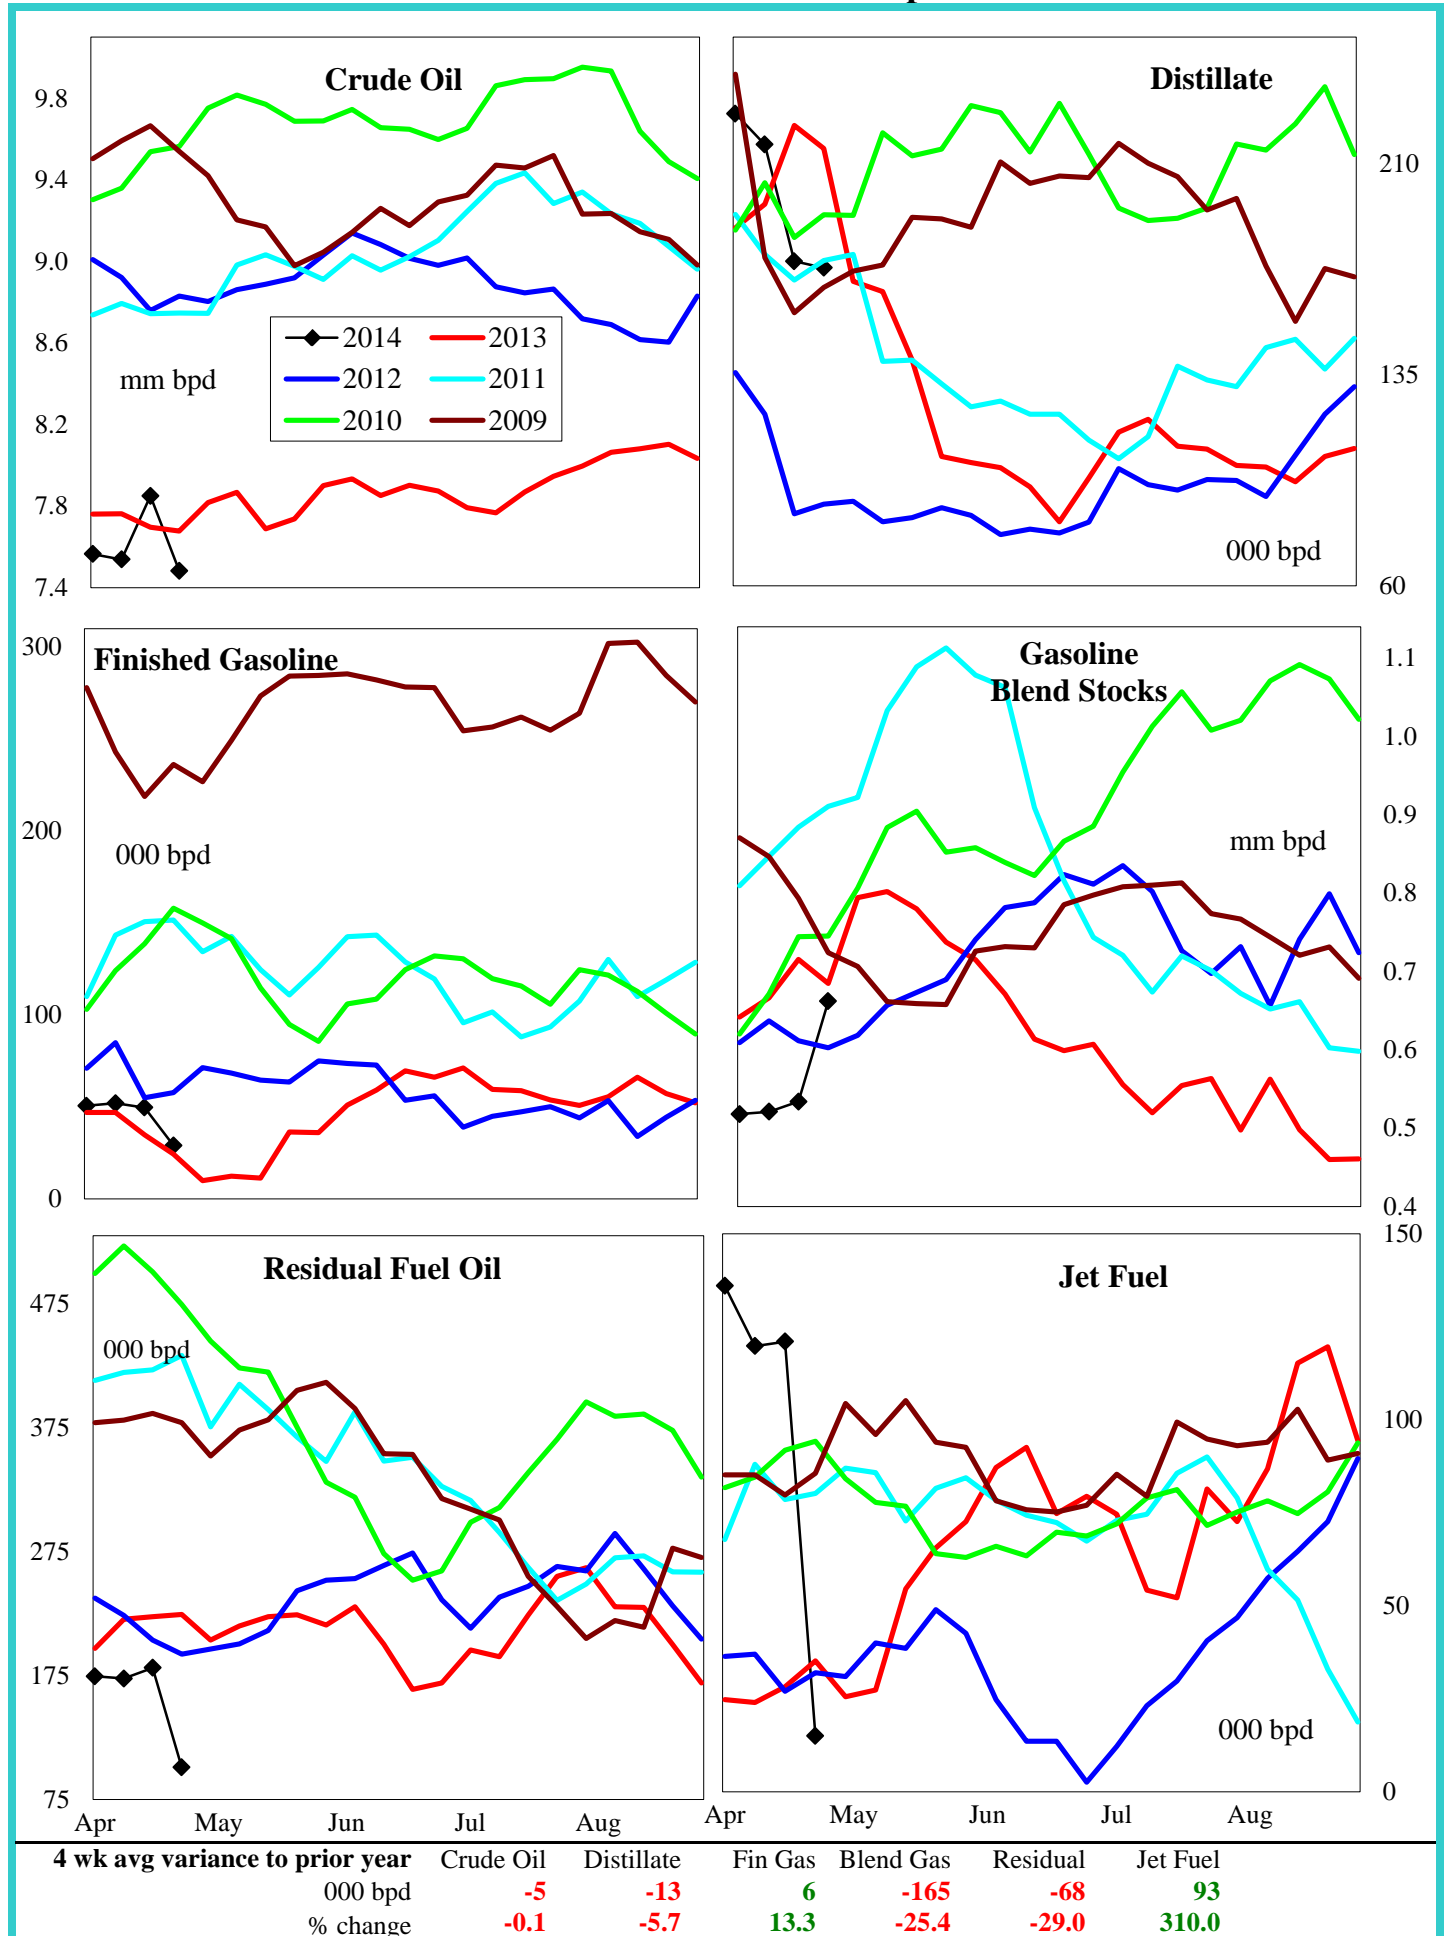 Crude Oil
Distillate
9.8
9.4
9.0
8.6
8.2
7.8
7.4
mm bpd
2014 2013
2012 2011
2010 2009
210
135
60
000 bpd
Finished Gasoline
Gasoline
Blend Stocks
300
200
100
0
000 bpd
1.1
1.0
0.9
0.8
0.7
0.6
0.5
0.4
mm bpd
Residual Fuel Oil
Jet Fuel
475
375
275
175
75
000 bpd
150
100
50
0
000 bpd
Apr May Jun Jul Aug
Apr May Jun Jul Aug
4 wk avg variance to prior year Crude Oil Distillate Fin Gas Blend Gas Residual Jet Fuel
000 bpd -5 -13 6 -165 -68 93
% change -0.1 -5.7 13.3 -25.4 -29.0 310.0